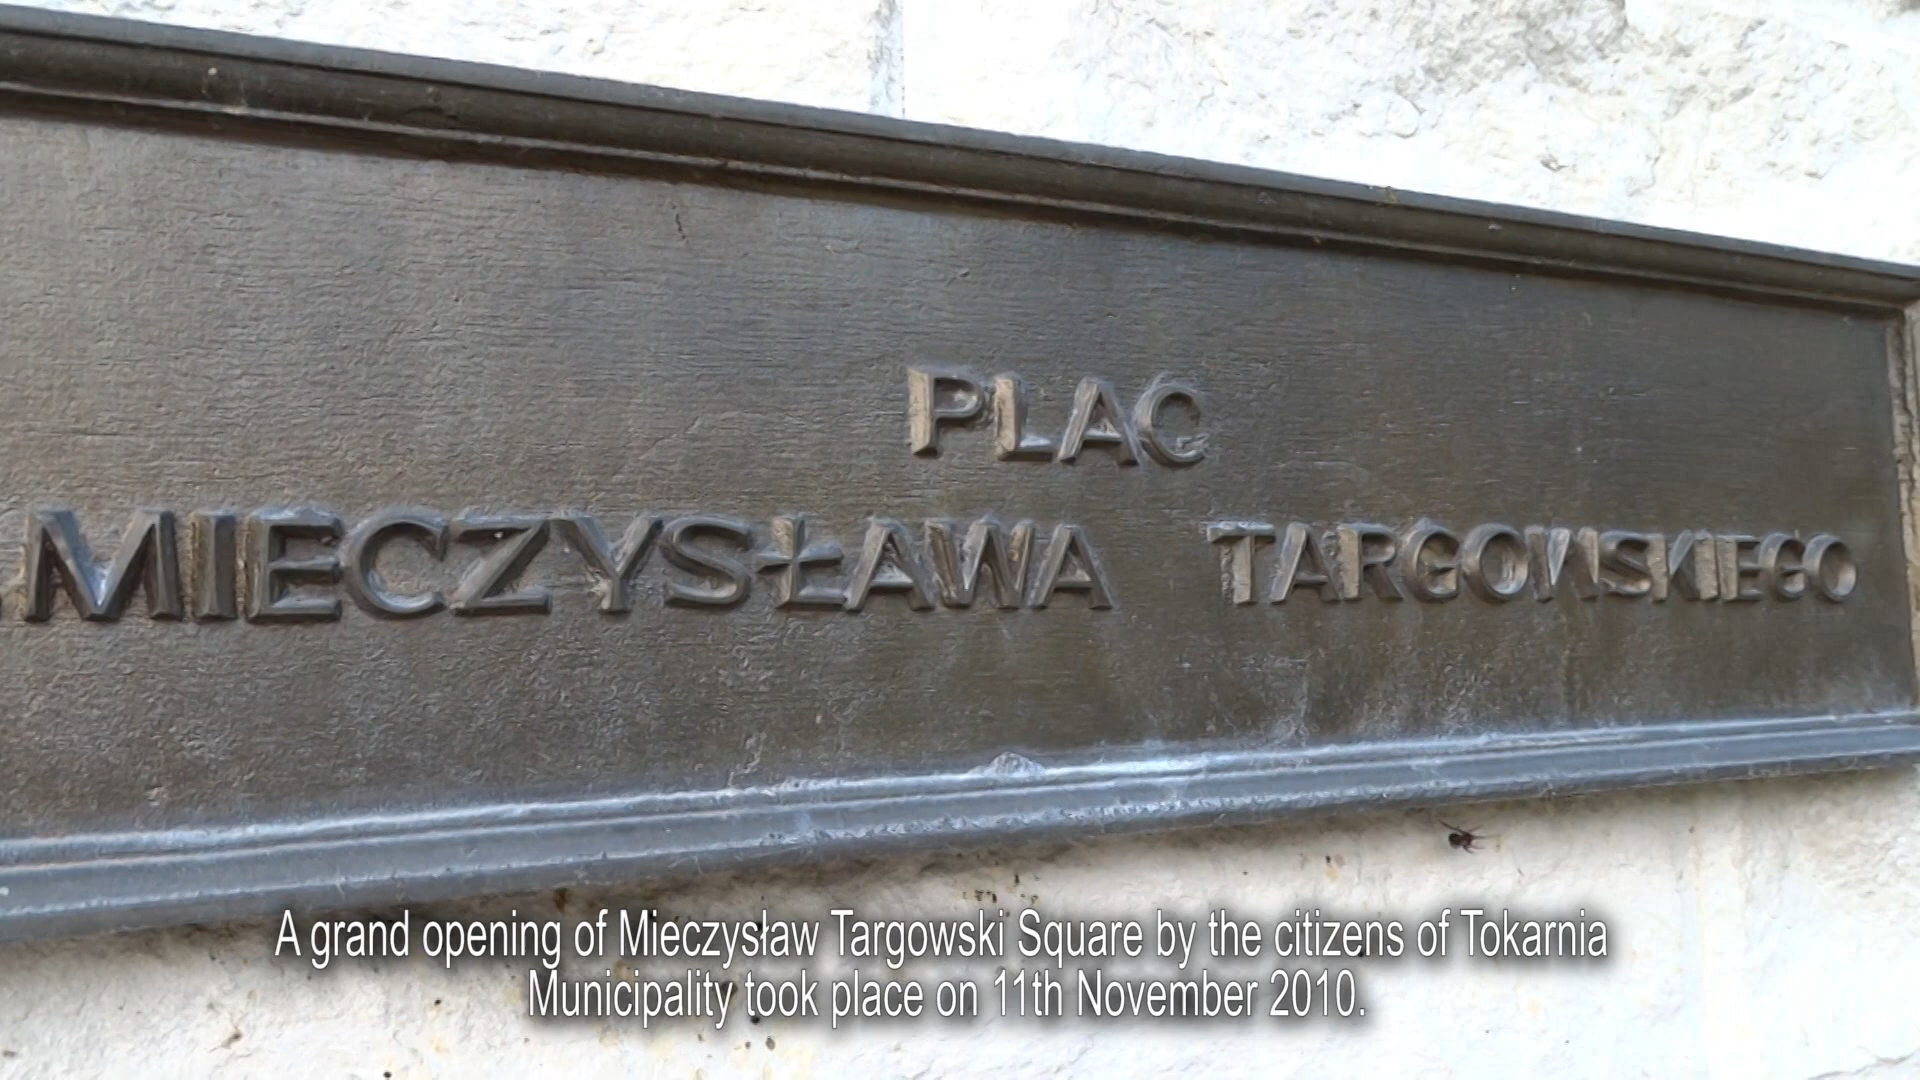 PLAC
MIECZYSŁAWA TARGOWSKIEGO
A grand opening of Mieczysław Targowski Square by the citizens of Tokarnia
Municipality took place on 11th November 2010.